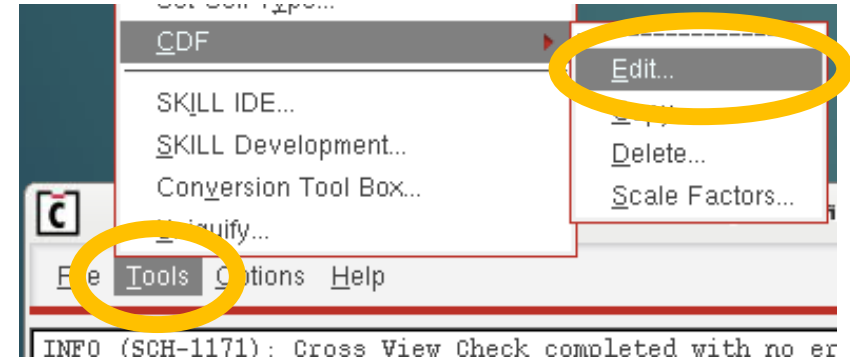 CDF
Edit...
SKILL IDE...
SKILL Development...
Delete...
Conversion Tool Box...
Scale Factors...
Tools Options Help
INFO (SCH-1171): Cross View Check completed with no er